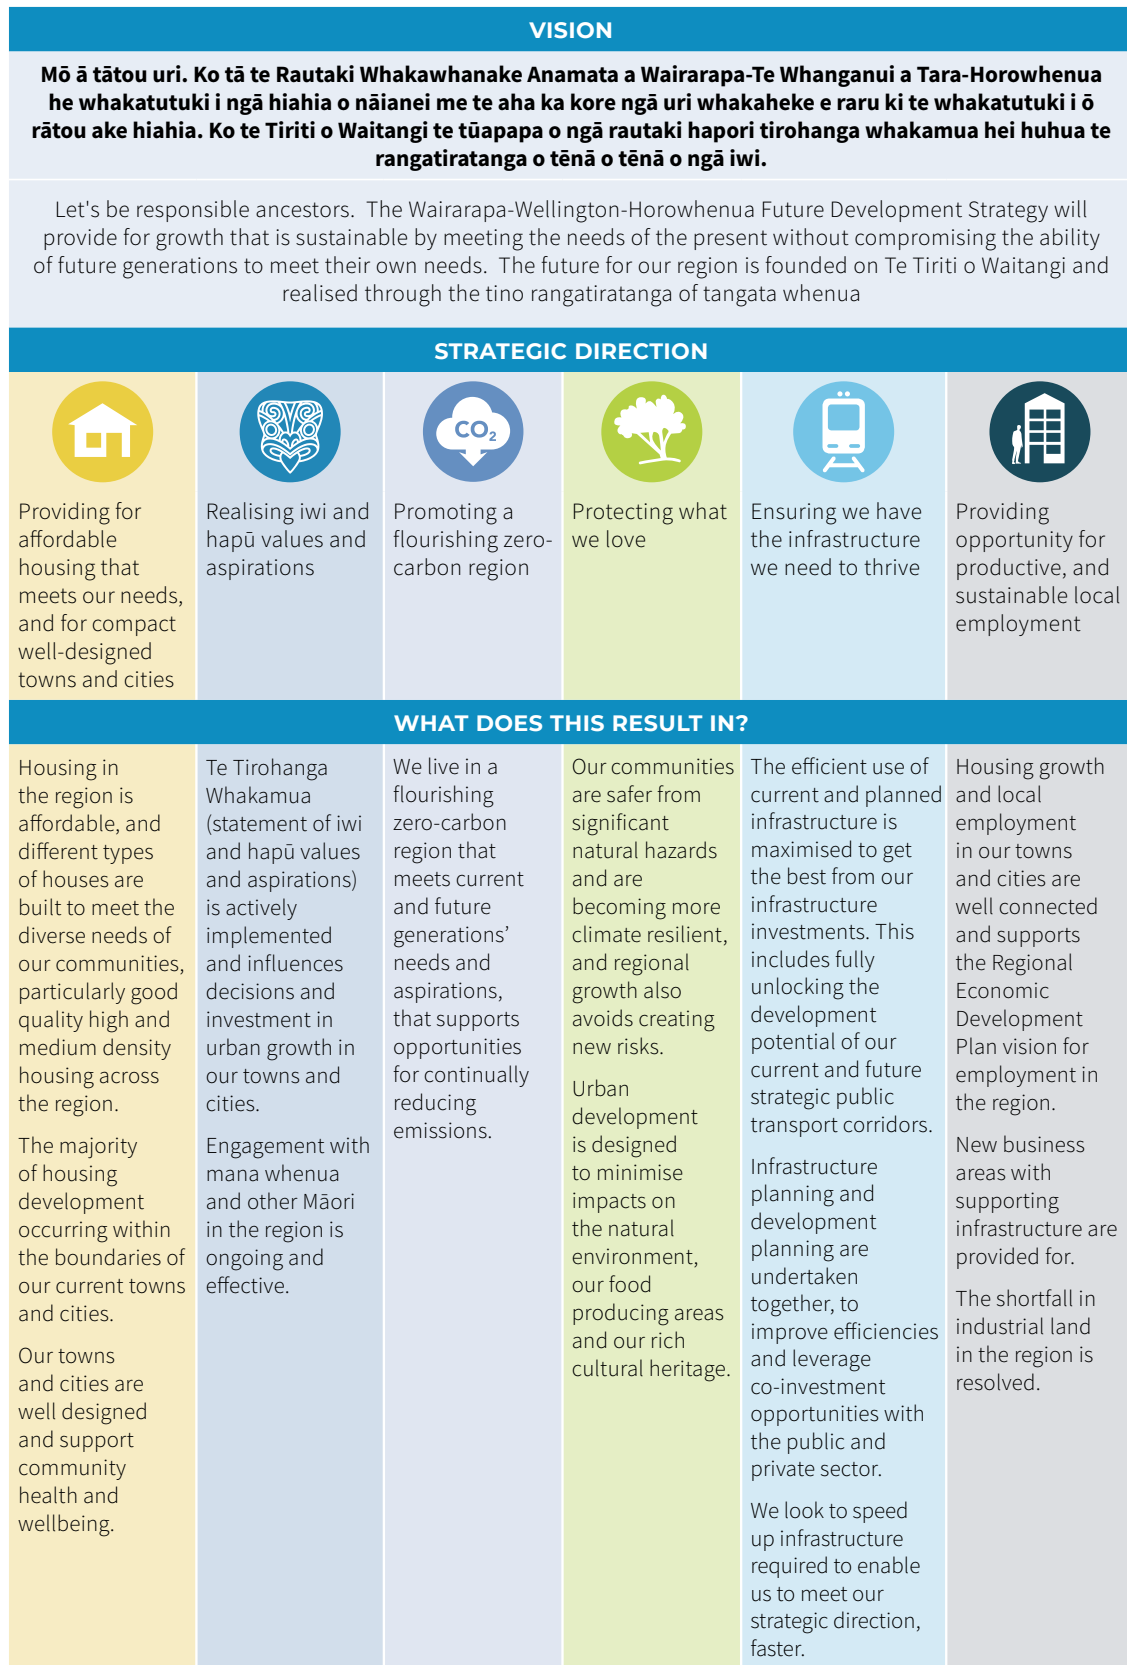 VISION
Mō ā tātou uri. Ko tā te Rautaki Whakawhanake Anamata a Wairarapa-Te Whanganui a Tara-Horowhenua
he whakatutuki i ngā hiahia o nāianei me te aha ka kore ngā uri whakaheke e raru ki te whakatutuki i ō
rātou ake hiahia. Ko te Tiriti o Waitangi te tūāpapa o ngā rautaki hapori tirohanga whakamua hei huhua te
rangatiratanga o tēnā o tēnā o ngā iwi.
Let's be responsible ancestors. The Wairarapa-Wellington-Horowhenua Future Development Strategy will
provide for growth that is sustainable by meeting the needs of the present without compromising the ability
of future generations to meet their own needs. The future for our region is founded on Te Tiriti o Waitangi and
realised through the tino rangatiratanga of tangata whenua
STRATEGIC DIRECTION
Providing for
affordable
housing that
meets our needs,
and for compact
well-designed
towns and cities
Realising iwi and
hapū values and
aspirations
CO₂
Promoting a
flourishing zero-
carbon region
Protecting what
we love
Ensuring we have
the infrastructure
we need to thrive
Providing
opportunity for
productive, and
sustainable local
employment
WHAT DOES THIS RESULT IN?
Housing in
the region is
affordable, and
different types
of houses are
built to meet the
diverse needs of
our communities,
particularly good
quality high and
medium density
housing across
the region.
The majority
of housing
development
occurring within
the boundaries of
our current towns
and cities.
Our towns
and cities are
well designed
and support
community
health and
wellbeing.
Te Tirohanga
Whakamua
(statement of iwi
and hapū values
and aspirations)
is actively
implemented
and influences
decisions and
investment in
urban growth in
our towns and
cities.
Engagement with
mana whenua
and other Māori
in the region is
ongoing and
effective.
We live in a
flourishing
zero-carbon
region that
meets current
and future
generations’
needs and
aspirations,
that supports
opportunities
for continually
reducing
emissions.
Our communities
are safer from
significant
natural hazards
and are
becoming more
climate resilient,
and regional
growth also
avoids creating
new risks.
Urban
development
is designed
to minimise
impacts on
the natural
environment,
our food
producing areas
and our rich
cultural heritage.
The efficient use of
current and planned
infrastructure is
maximised to get
the best from our
infrastructure
investments. This
includes fully
unlocking the
development
potential of our
current and future
strategic public
transport corridors.
Infrastructure
planning and
development
planning are
undertaken
together, to
improve efficiencies
and leverage
co-investment
opportunities with
the public and
private sector.
We look to speed
up infrastructure
required to enable
us to meet our
strategic direction,
faster.
Housing growth
and local
employment
in our towns
and cities are
well connected
and supports
the Regional
Economic
Development
Plan vision for
employment in
the region.
New business
areas with
supporting
infrastructure are
provided for.
The shortfall in
industrial land
in the region is
resolved.